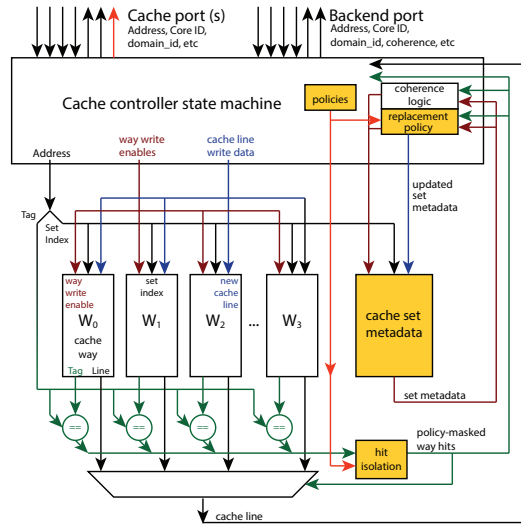 Cache port (s)
Address, Core ID,
domain_id, etc
Backend port
Address, Core ID,
domain_id, coherence, etc
Cache controller state machine
policies
coherence
logic
replacement
policy
Address
way write
enables
cache line
write data
updated
set
metadata
Tag
Set
Index
way
write
enable
W0
cache
way
Tag Line
set
index
W1
new
cache
line
W2
...
W3
cache set
metadata
set metadata
==
==
==
==
policy-masked
way hits
hit
isolation
cache line